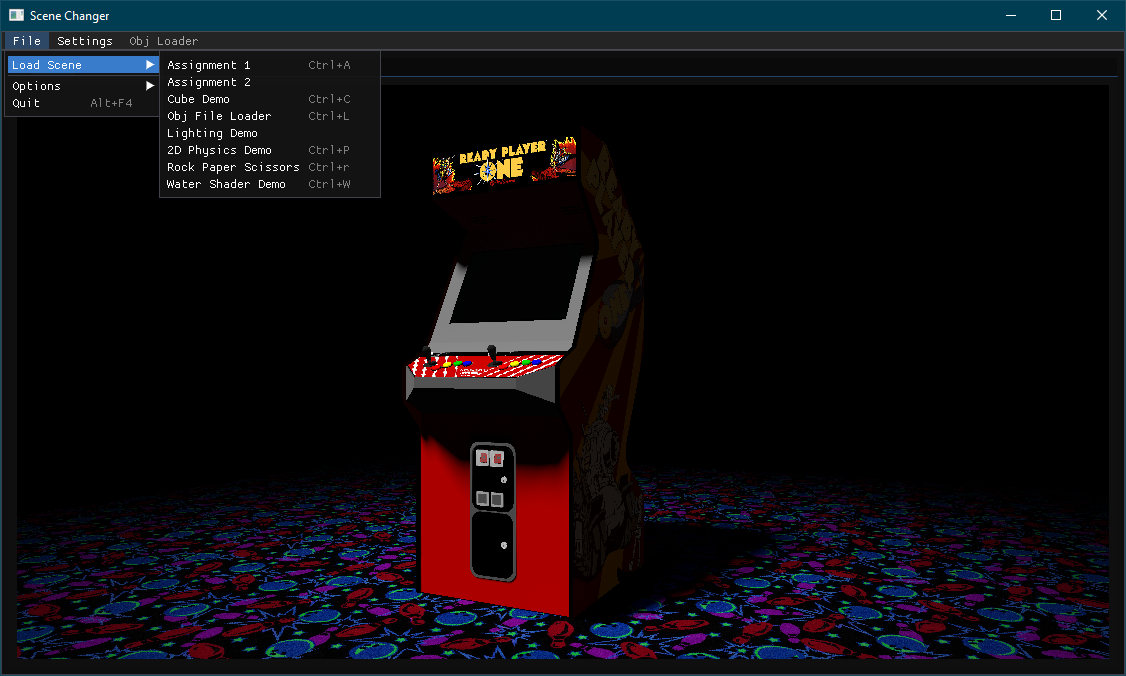 Scene Changer
File Settings Obj Loader
Load Scene
Options
Quit Alt+F4
Assignment 1 Ctrl+A
Assignment 2
Cube Demo Ctrl+C
Obj File Loader Ctrl+L
Lighting Demo
2D Physics Demo Ctrl+P
Rock Paper Scissors Ctrl+r
Water Shader Demo Ctrl+W
READY PLAYER
ONE